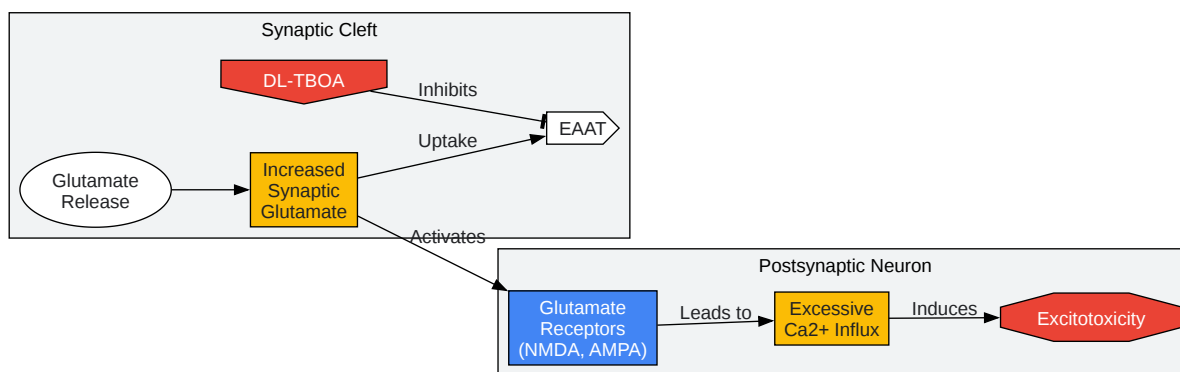 Synaptic Cleft
DL-TBOA
Inhibits
EAAT
Uptake
Glutamate
Release
Increased
Synaptic
Glutamate
Activates
Postsynaptic Neuron
Glutamate
Receptors
(NMDA, AMPA)
Leads to
Excessive
Ca2+ Influx
Induces
Excitotoxicity